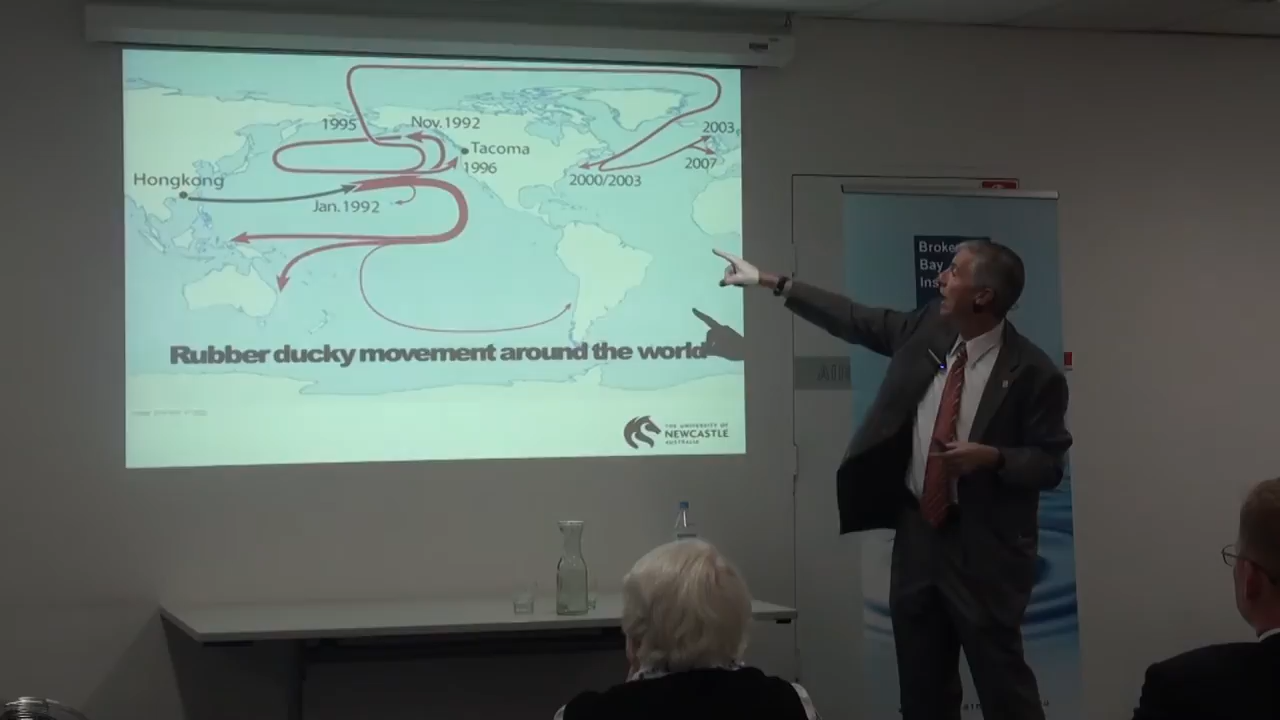 1995
Nov.1992
Tacoma
1996
2003
2007
2000/2003
Hongkong
Jan.1992
Rubber ducky movement around the world
THE UNIVERSITY OF
NEWCASTLE
AUSTRALIA
Broke
Bay
Ins